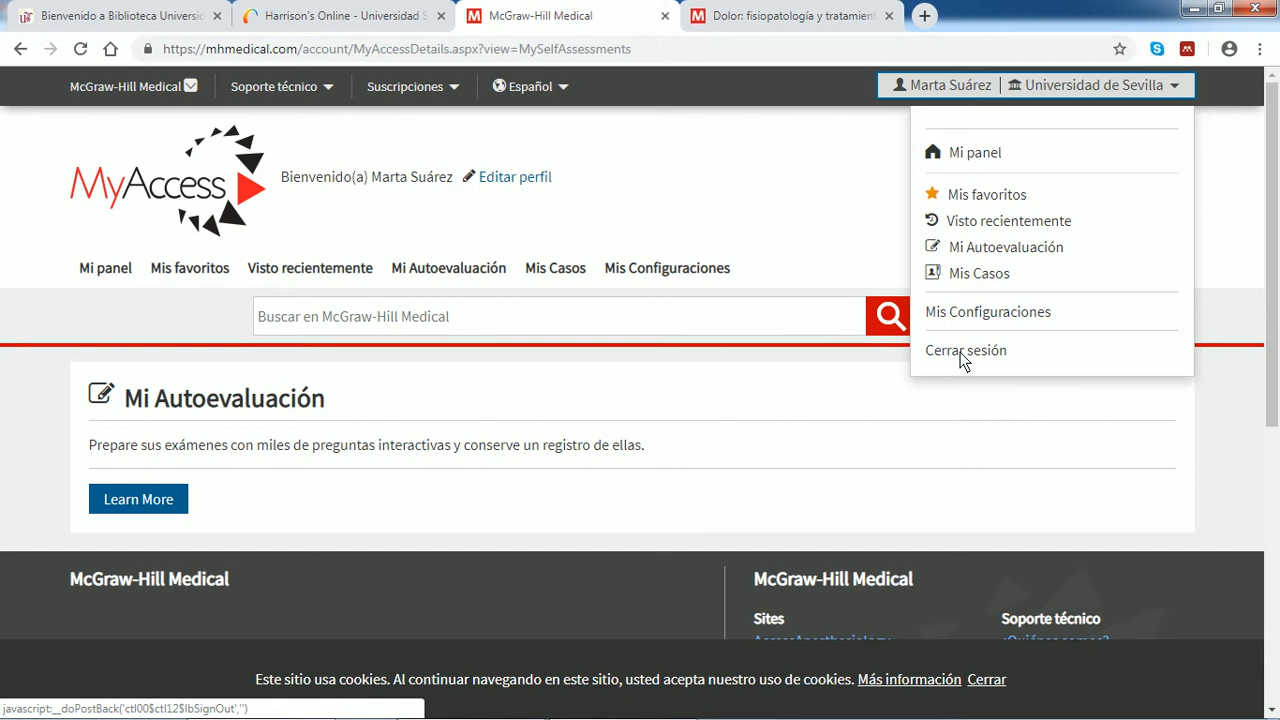 Bienvenido a Biblioteca Universi
Harrison's Online - Universidad S
McGraw-Hill Medical
Dolor: fisiopatología y tratamien
https://mhmedical.com/account/MyAccessDetails.aspx?view=MySelfAssessments
McGraw-Hill Medical
Soporte técnico
Suscripciones
Español
Marta Suárez | Universidad de Sevilla
Mi panel
Mis favoritos
Visto recientemente
Mi Autoevaluación
Mis Casos
Mis Configuraciones
Cerrar sesión
MyAccess
Bienvenido(a) Marta Suárez
Editar perfil
Mi panel
Mis favoritos
Visto recientemente
Mi Autoevaluación
Mis Casos
Mis Configuraciones
Buscar en McGraw-Hill Medical
Mi Autoevaluación
Prepare sus exámenes con miles de preguntas interactivas y conserve un registro de ellas.
Learn More
McGraw-Hill Medical
McGraw-Hill Medical
Sites
Soporte técnico
AccessAnesthesiology
¿Quiénes somos?
Este sitio usa cookies. Al continuar navegando en este sitio, usted acepta nuestro uso de cookies. Más información Cerrar
javascript:__doPostBack('ctl00$ctl12$lbSignOut','')